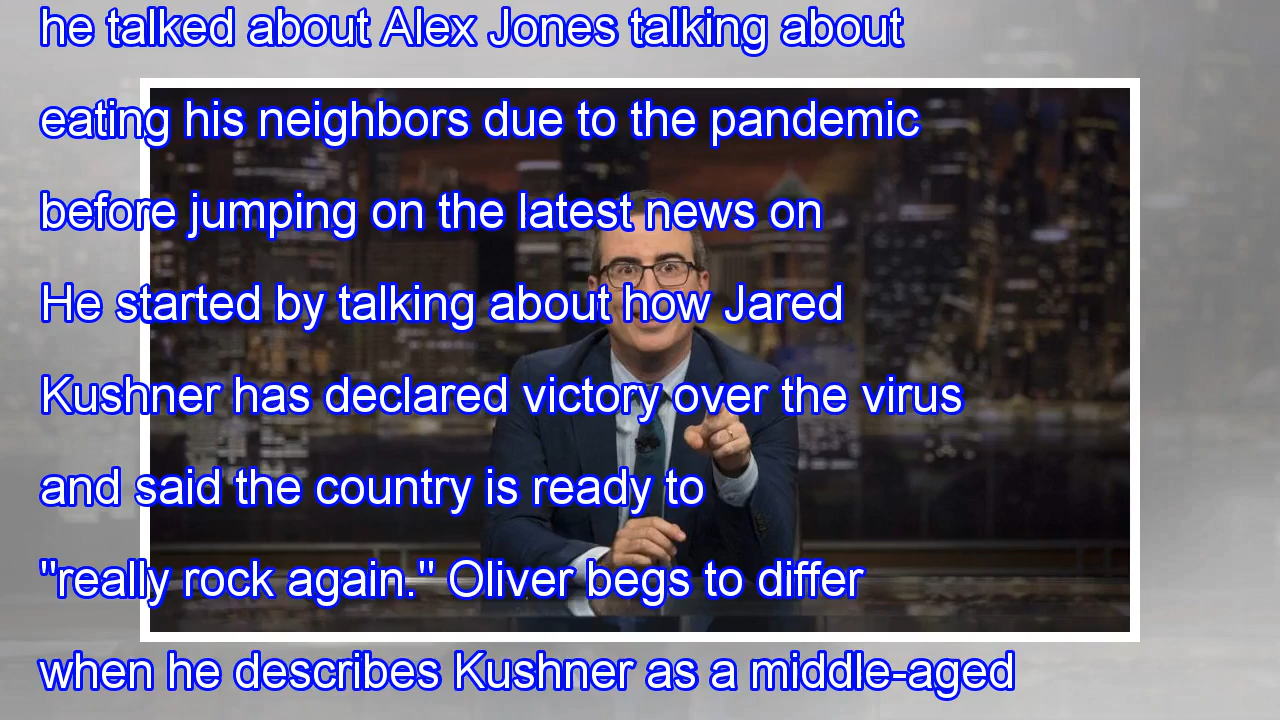 he talked about Alex Jones talking about
eating his neighbors due to the pandemic
before jumping on the latest news on
He started by talking about how Jared
Kushner has declared victory over the virus
and said the country is ready to
"really rock again." Oliver begs to differ
when he describes Kushner as a middle-aged